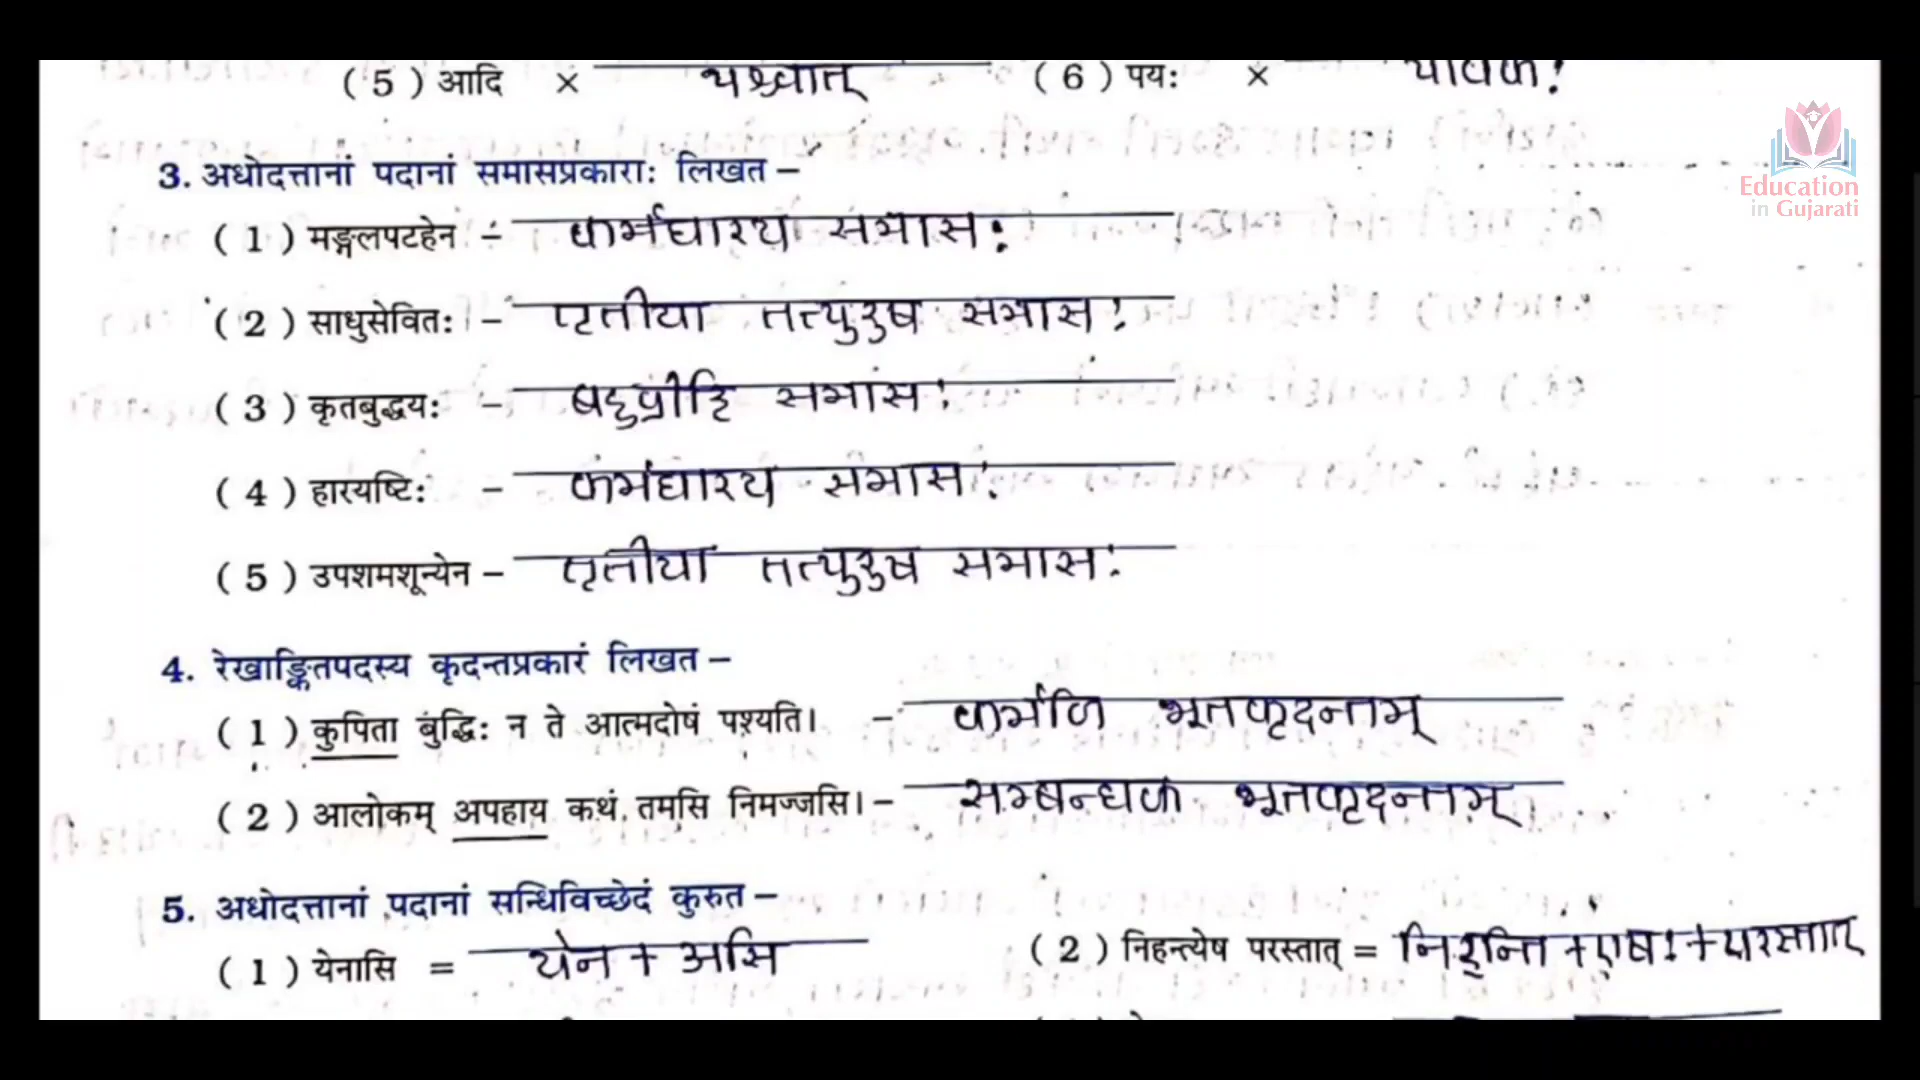 (5) आदि × पश्चात् (6) पयः × पावकः
Education
in Gujarati
3. अधोदत्तानां पदानां समासप्रकाराः लिखत –
(1) मङ्गलपटहेन – कर्मधारय समासः
(2) साधुसेवितः – तृतीया तत्पुरुष समासः
(3) कृतबुद्धयः – बहुव्रीहि समासः
(4) हारयष्टिः – कर्मधारय समासः
(5) उपशमशून्येन – तृतीया तत्पुरुष समासः
4. रेखाङ्कितपदस्य कृदन्तप्रकारं लिखत –
(1) कुपिता बुद्धिः न ते आत्मदोषं पश्यति। – कर्मणि भूतकृदन्तम्
(2) आलोकम् अपहाय कथं तमसि निमज्जसि। – सम्बन्धक भूतकृदन्तम्
5. अधोदत्तानां पदानां सन्धिविच्छेदं कुरुत –
(1) येनासि = येन + असि (2) निहन्त्येष परस्तात् = निहन्ति + एषः + परस्तात्